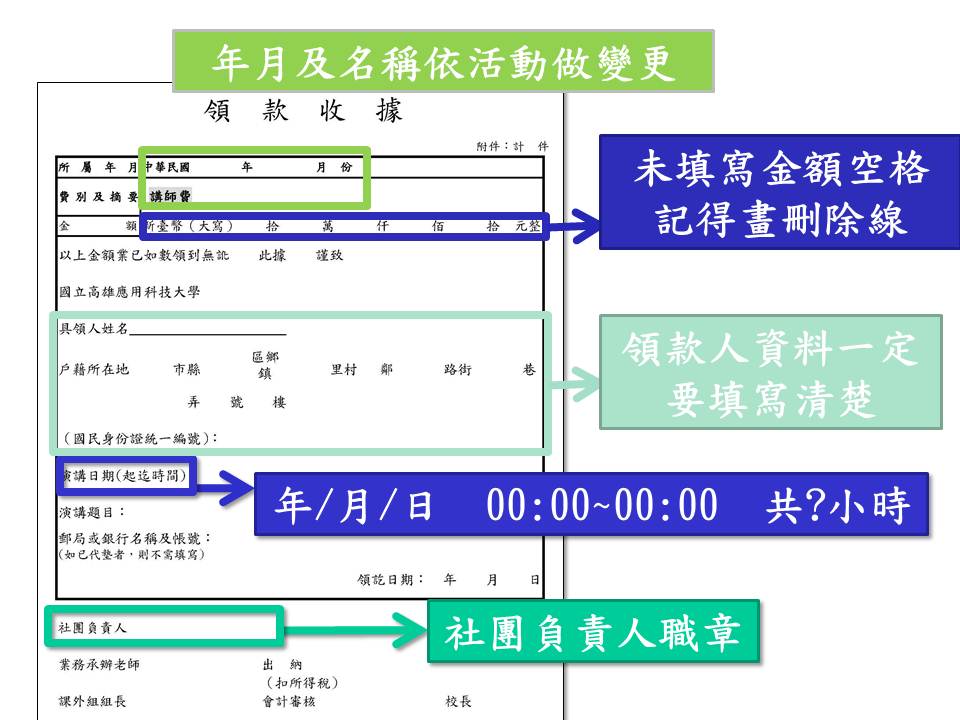 年月及名稱依活動做變更
領 款 收 據
附件：計 件
所 屬 年 月 中華民國 年 月 份
費 別 及 摘 要 講師費
金 額 新臺幣（大寫） 拾 萬 仟 佰 拾 元整
未填寫金額空格
記得畫刪除線
以上金額業已如數領到無訛 此據 謹致
國立高雄應用科技大學
具領人姓名
戶籍所在地 市縣 區鄉鎮 里村 鄰 路街 巷
弄 號 樓
（國民身份證統一編號）：
領款人資料一定
要填寫清楚
演講日期(起迄時間)
年/月/日 00:00~00:00 共?小時
演講題目：
郵局或銀行名稱及帳號：
(如已代墊者，則不需填寫)
領訖日期： 年 月 日
社團負責人
社團負責人職章
業務承辦老師 出 納
（扣所得稅）
課外組組長 會計審核 校長